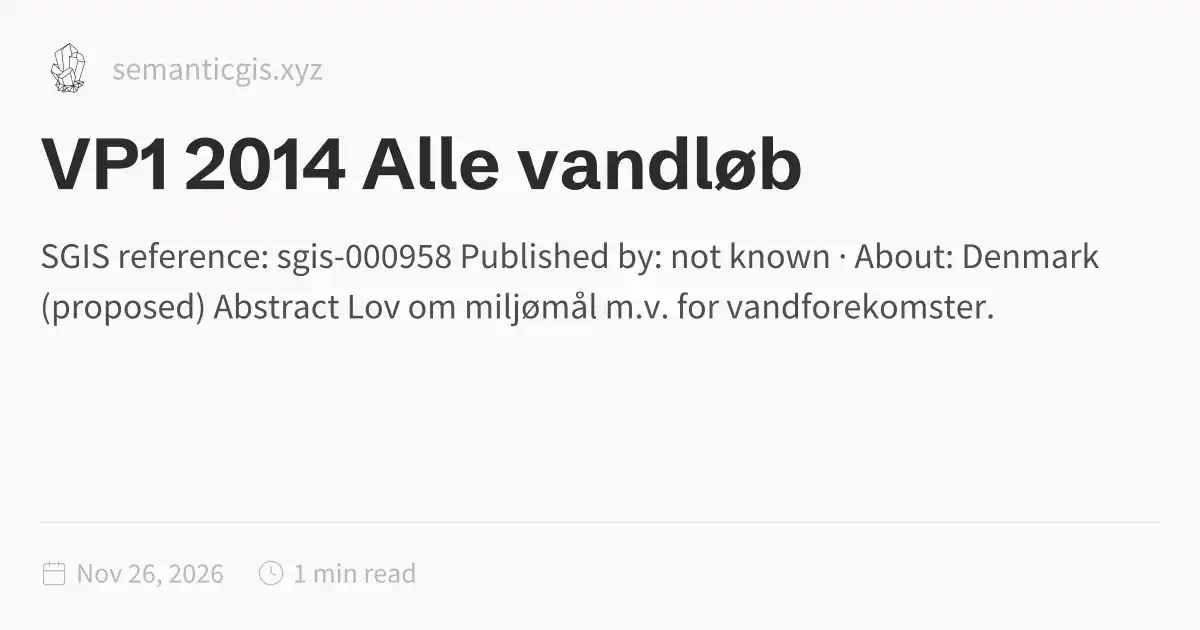 semanticgis.xyz
VP1 2014 Alle vandløb
SGIS reference: sgis-000958 Published by: not known · About: Denmark
(proposed) Abstract Lov om miljømål m.v. for vandforekomster.
Nov 26, 2026 1 min read